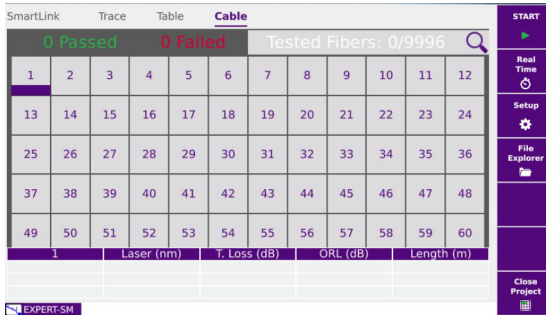 SmartLink Trace Table Cable
0 Passed 0 Failed Tested Fibers: 0/9996
1 2 3 4 5 6 7 8 9 10 11 12
13 14 15 16 17 18 19 20 21 22 23 24
25 26 27 28 29 30 31 32 33 34 35 36
37 38 39 40 41 42 43 44 45 46 47 48
49 50 51 52 53 54 55 56 57 58 59 60
1 Laser (nm) T. Loss (dB) ORL (dB) Length (m)
EXPERT-SM
START
Real
Time
Setup
File
Explorer
Close
Project